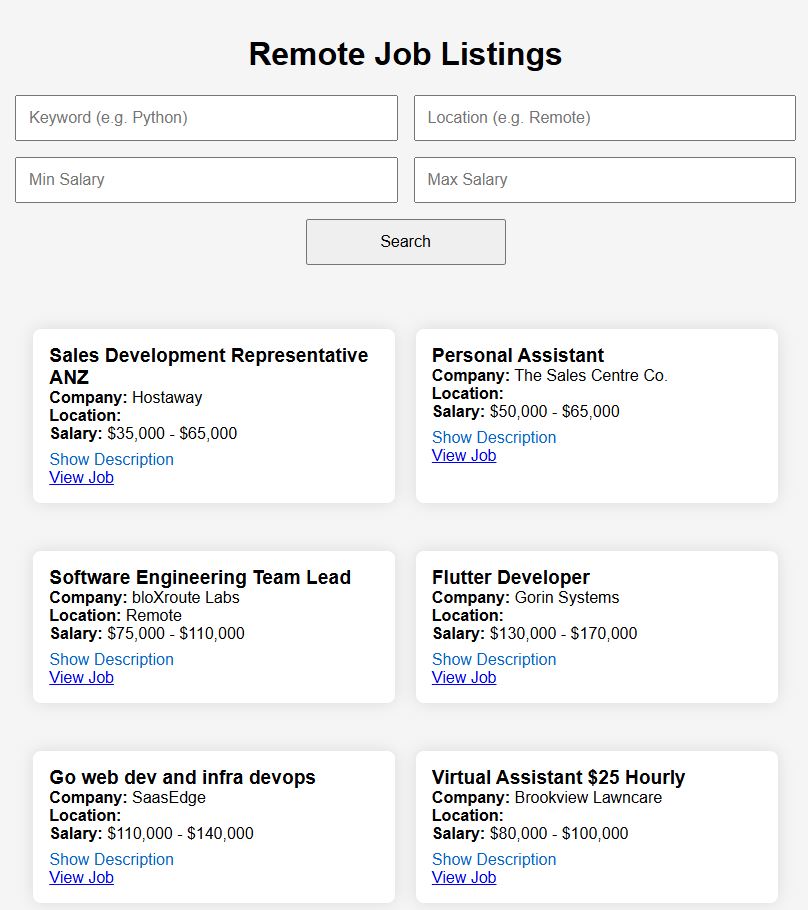 Remote Job Listings
Keyword (e.g. Python)
Location (e.g. Remote)
Min Salary
Max Salary
Search
Sales Development Representative
ANZ
Company: Hostaway
Location:
Salary: $35,000 - $65,000
Show Description
View Job
Personal Assistant
Company: The Sales Centre Co.
Location:
Salary: $50,000 - $65,000
Show Description
View Job
Software Engineering Team Lead
Company: bloXroute Labs
Location: Remote
Salary: $75,000 - $110,000
Show Description
View Job
Flutter Developer
Company: Gorin Systems
Location:
Salary: $130,000 - $170,000
Show Description
View Job
Go web dev and infra devops
Company: SaasEdge
Location:
Salary: $110,000 - $140,000
Show Description
View Job
Virtual Assistant $25 Hourly
Company: Brookview Lawncare
Location:
Salary: $80,000 - $100,000
Show Description
View Job